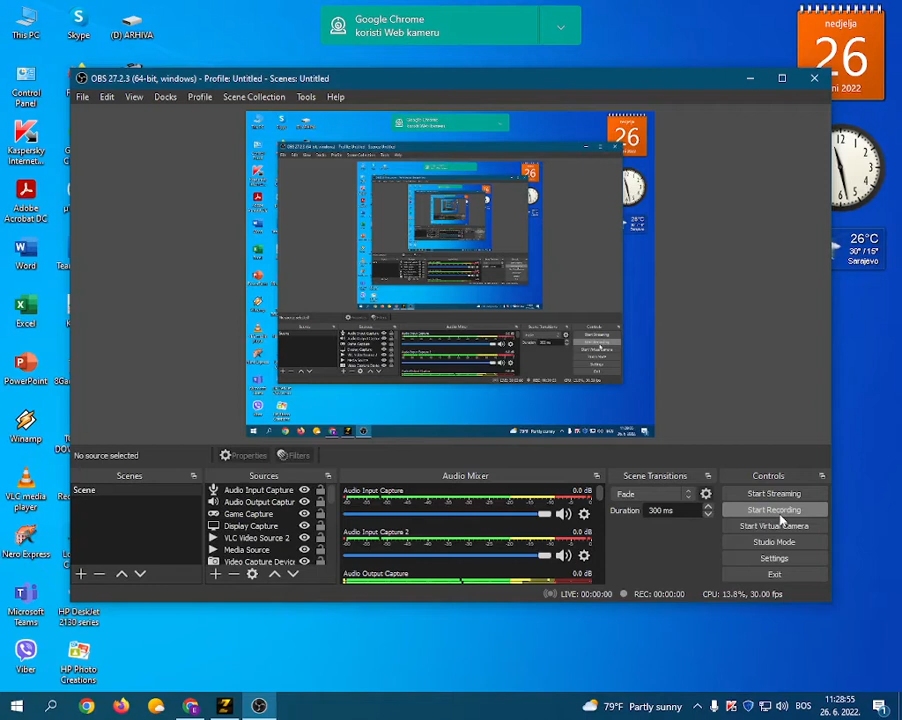 Google Chrome
koristi Web kameru
This PC
Skype
(D) ARHIVA
Control
Panel
Kaspersky
Internet...
Adobe
Acrobat DC
Word
Excel
PowerPoint
Winamp
VLC media
player
Nero Express
Microsoft
Teams
HP DeskJet
2130 series
Viber
HP Photo
Creations
nedjelja
26
2022
26°C
30° / 15°
Sarajevo
OBS 27.2.3 (64-bit, windows) - Profile: Untitled - Scenes: Untitled
File Edit View Docks Profile Scene Collection Tools Help
No source selected
Properties
Filters
Scenes
Scene
Sources
Audio Input Capture
Audio Output Captur
Game Capture
Display Capture
VLC Video Source 2
Media Source
Video Capture Device
Audio Mixer
Audio Input Capture 0.0 dB
Audio Input Capture 2 0.0 dB
Audio Output Capture 0.0 dB
Scene Transitions
Fade
Duration 300 ms
Controls
Start Streaming
Start Recording
Start Virtual Camera
Studio Mode
Settings
Exit
LIVE: 00:00:00 REC: 00:00:00 CPU: 13.8%, 30.00 fps
79°F Partly sunny
BOS
11:28:55
26. 6. 2022.
1